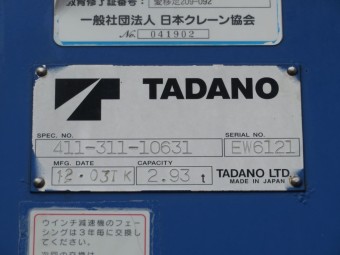 一般社団法人 日本クレーン協会
No. 041902
TADANO
SPEC. NO.
SERIAL NO.
411-311-10631
EW6121
MFG. DATE
CAPACITY
12.03TK
2.93 t
TADANO LTD.
MADE IN JAPAN
ウインチ減速機のフェー
シングは3年毎に交換し
てください。